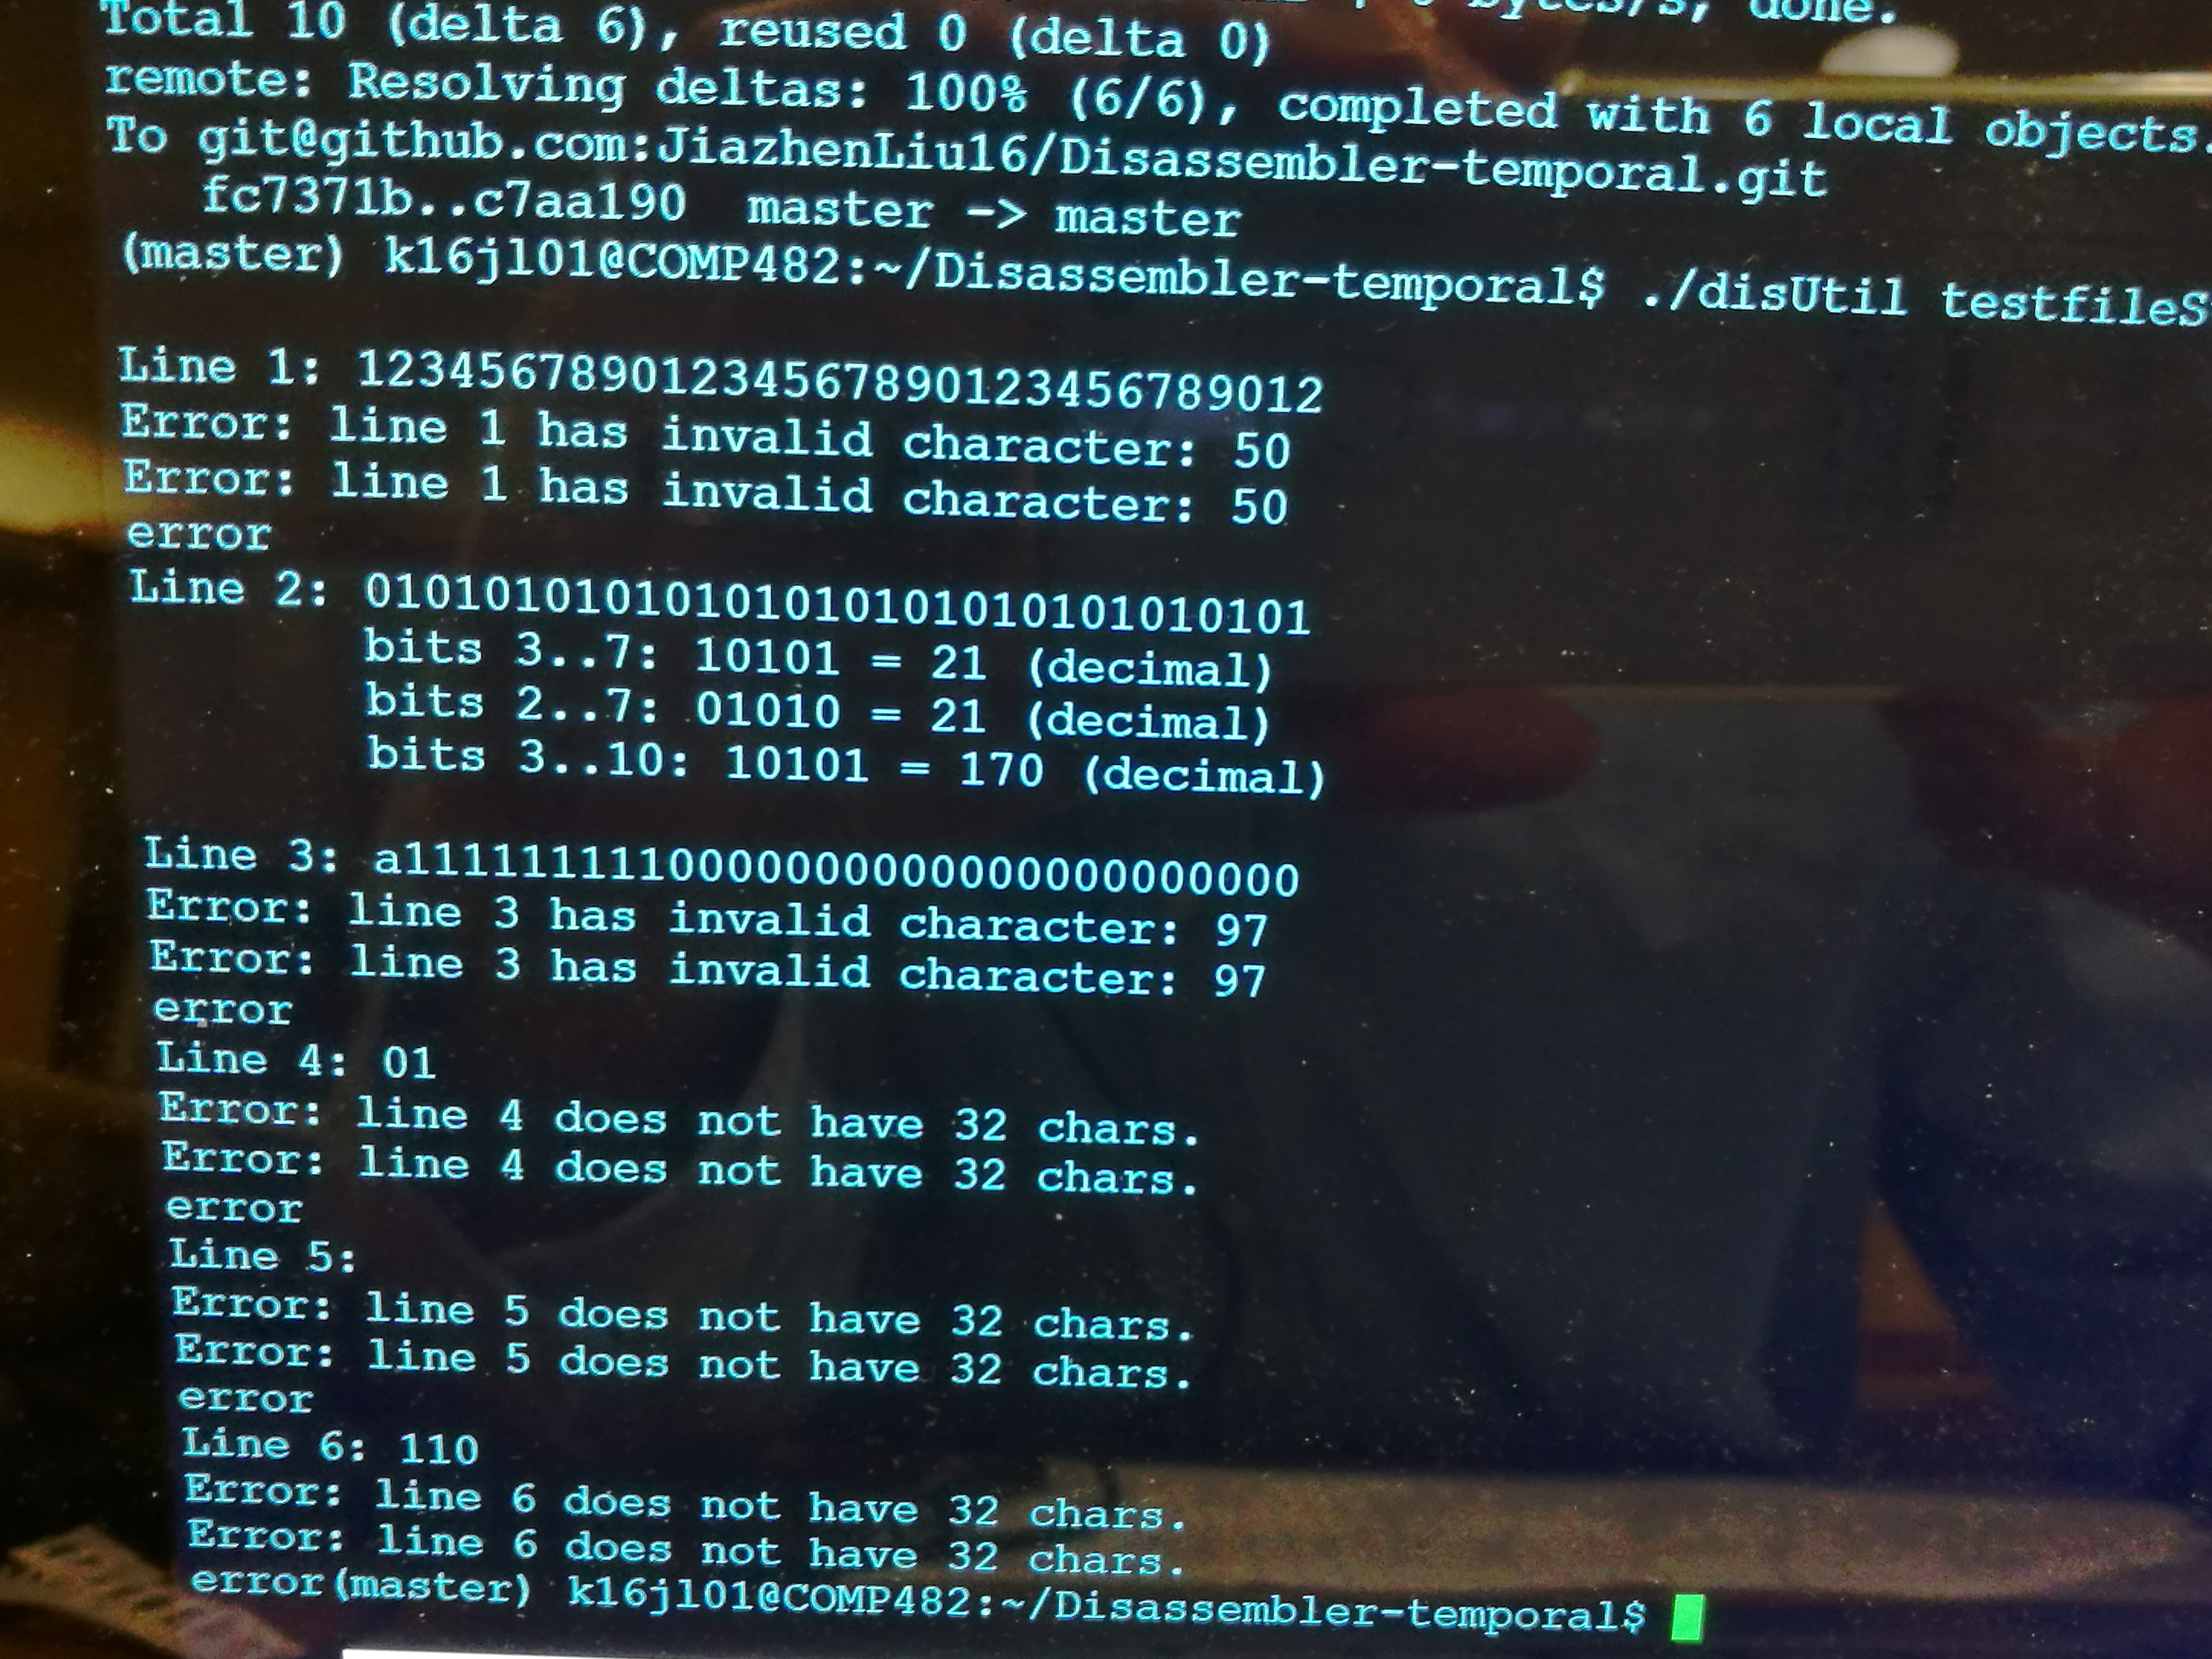 bytes/s, done.
Total 10 (delta 6), reused 0 (delta 0)
remote: Resolving deltas: 100% (6/6), completed with 6 local objects.
To git@github.com:JiazhenLiu16/Disassembler-temporal.git
fc7371b..c7aa190 master -> master
(master) k16jl01@COMP482:~/Disassembler-temporal$ ./disUtil testfileS
Line 1: 12345678901234567890123456789012
Error: line 1 has invalid character: 50
Error: line 1 has invalid character: 50
error
Line 2: 01010101010101010101010101010101
bits 3..7: 10101 = 21 (decimal)
bits 2..7: 01010 = 21 (decimal)
bits 3..10: 10101 = 170 (decimal)
Line 3: a1111111110000000000000000000000
Error: line 3 has invalid character: 97
Error: line 3 has invalid character: 97
error
Line 4: 01
Error: line 4 does not have 32 chars.
Error: line 4 does not have 32 chars.
error
Line 5:
Error: line 5 does not have 32 chars.
Error: line 5 does not have 32 chars.
error
Line 6: 110
Error: line 6 does not have 32 chars.
Error: line 6 does not have 32 chars.
error(master) k16jl01@COMP482:~/Disassembler-temporal$